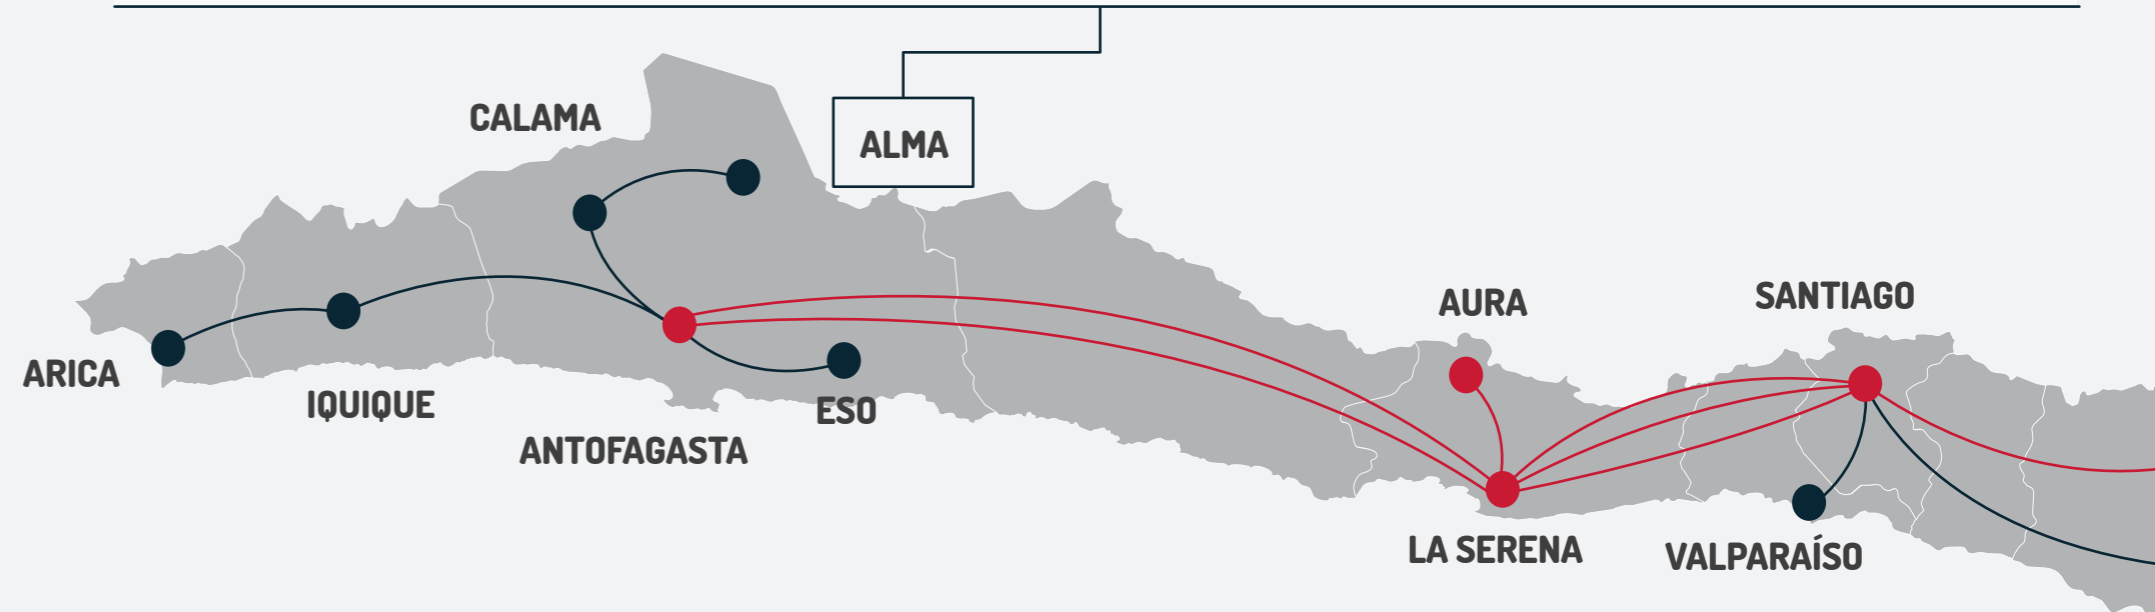 CALAMA
ALMA
ARICA
IQUIQUE
ANTOFAGASTA
ESO
AURA
SANTIAGO
LA SERENA
VALPARAÍSO